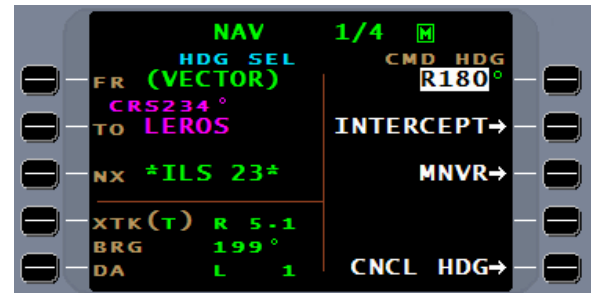 NAV 1/4 M
HDG SEL CMD HDG
FR (VECTOR) R180°
CRS234°
TO LEROS INTERCEPT→
NX *ILS 23* MNVR→
XTK(T) R 5.1
BRG 199°
DA L 1 CNCL HDG→